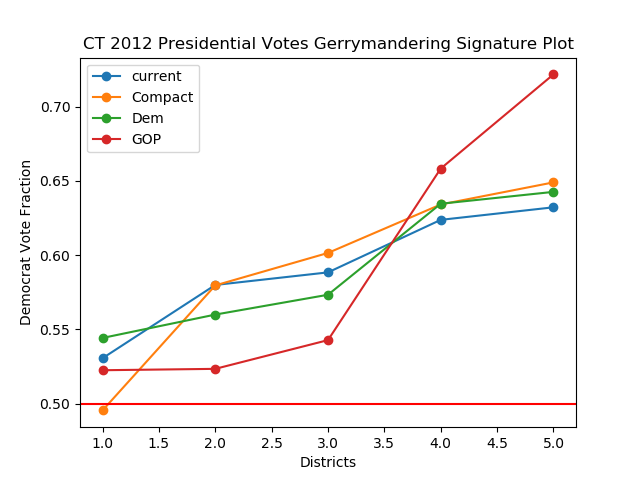 CT 2012 Presidential Votes Gerrymandering Signature Plot
current
Compact
Dem
GOP
Democrat Vote Fraction
0.70
0.65
0.60
0.55
0.50
1.0 1.5 2.0 2.5 3.0 3.5 4.0 4.5 5.0
Districts